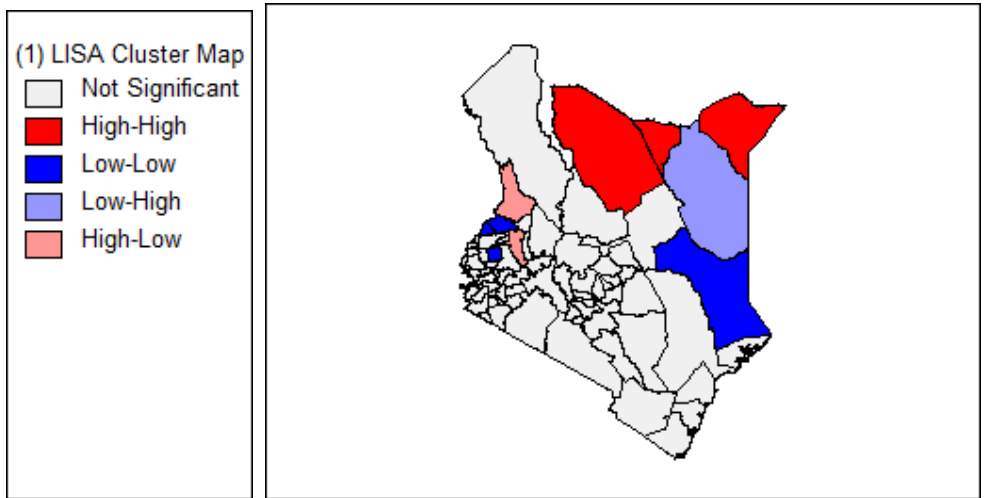 (1) LISA Cluster Map
Not Significant
High-High
Low-Low
Low-High
High-Low